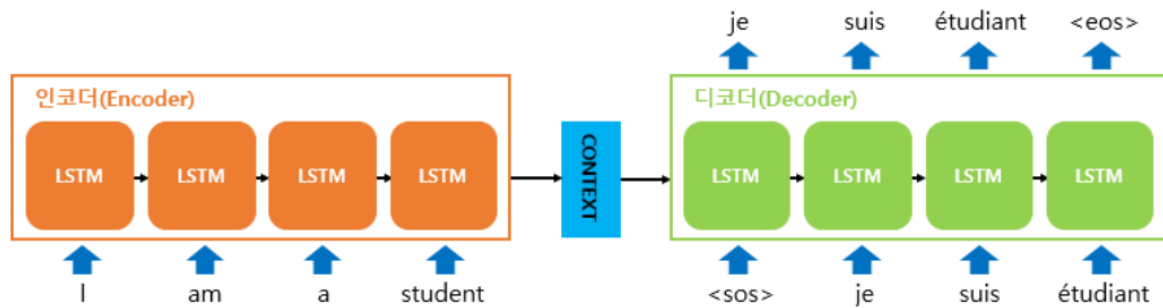 je suis étudiant <eos>
인코더(Encoder)
디코더(Decoder)
LSTM LSTM LSTM LSTM
CONTEXT
LSTM LSTM LSTM LSTM
I am a student
<sos> je suis étudiant